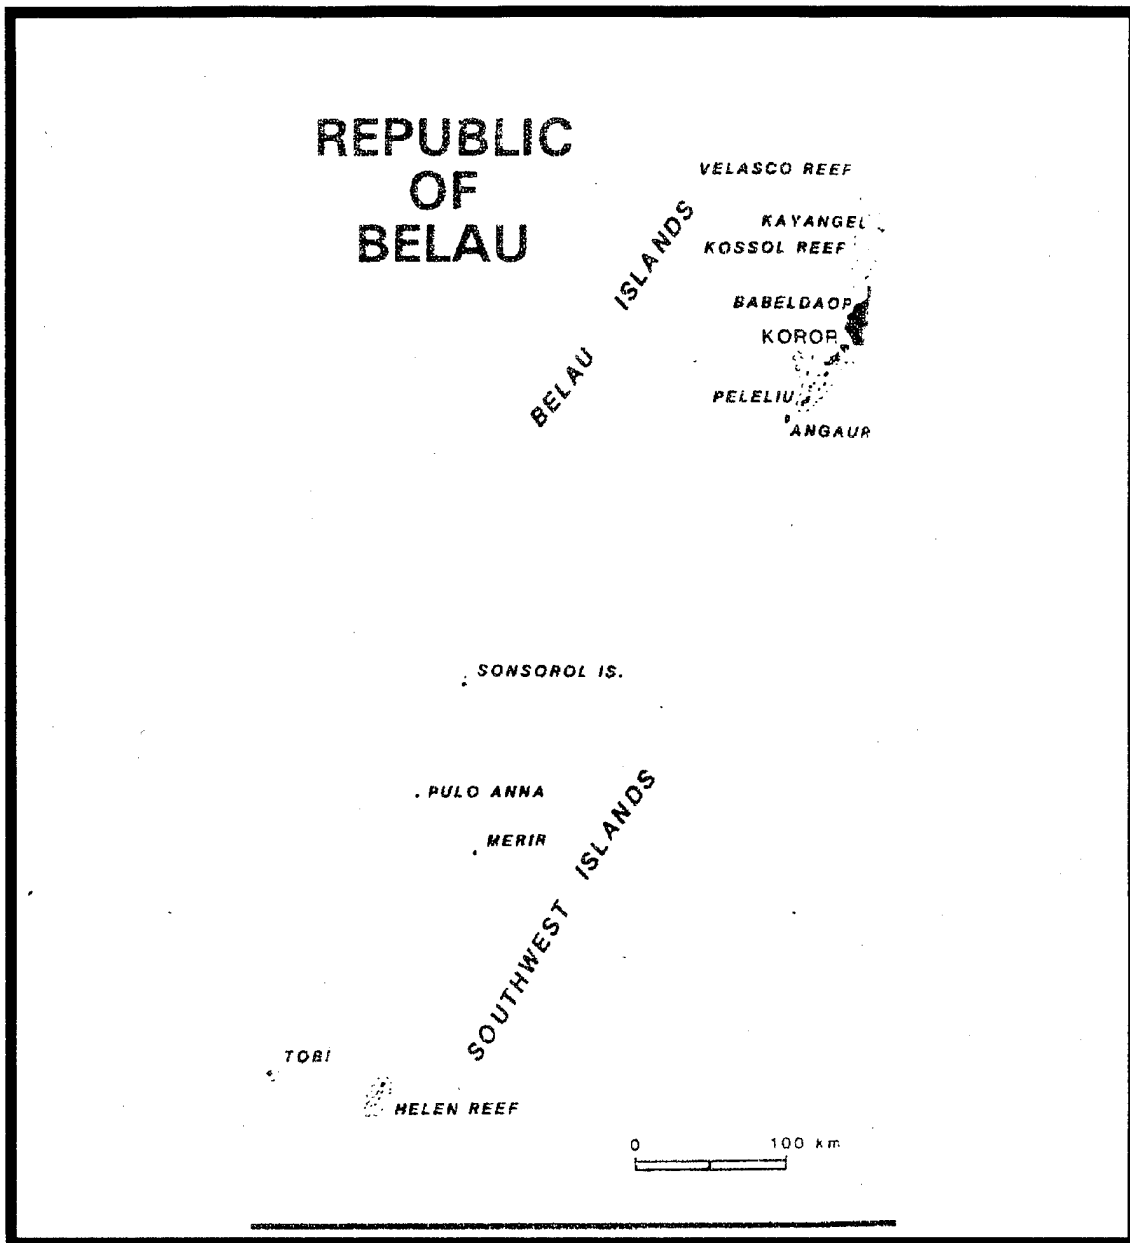 REPUBLIC
OF
BELAU
VELASCO REEF
KAYANGEL
KOSSOL REEF
BELAU ISLANDS
BABELDAOP
KOROR
PELELIU
ANGAUR
SONSOROL IS.
PULO ANNA
MERIR
SOUTHWEST ISLANDS
TOBI
HELEN REEF
0 100 km